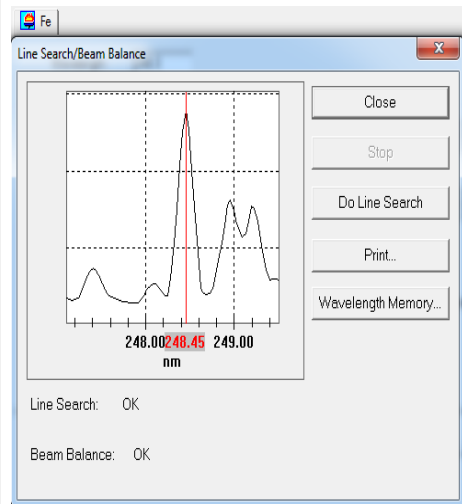 Fe
Line Search/Beam Balance
Close
Stop
Do Line Search
Print...
Wavelength Memory...
248.00 248.45 249.00
nm
Line Search: OK
Beam Balance: OK